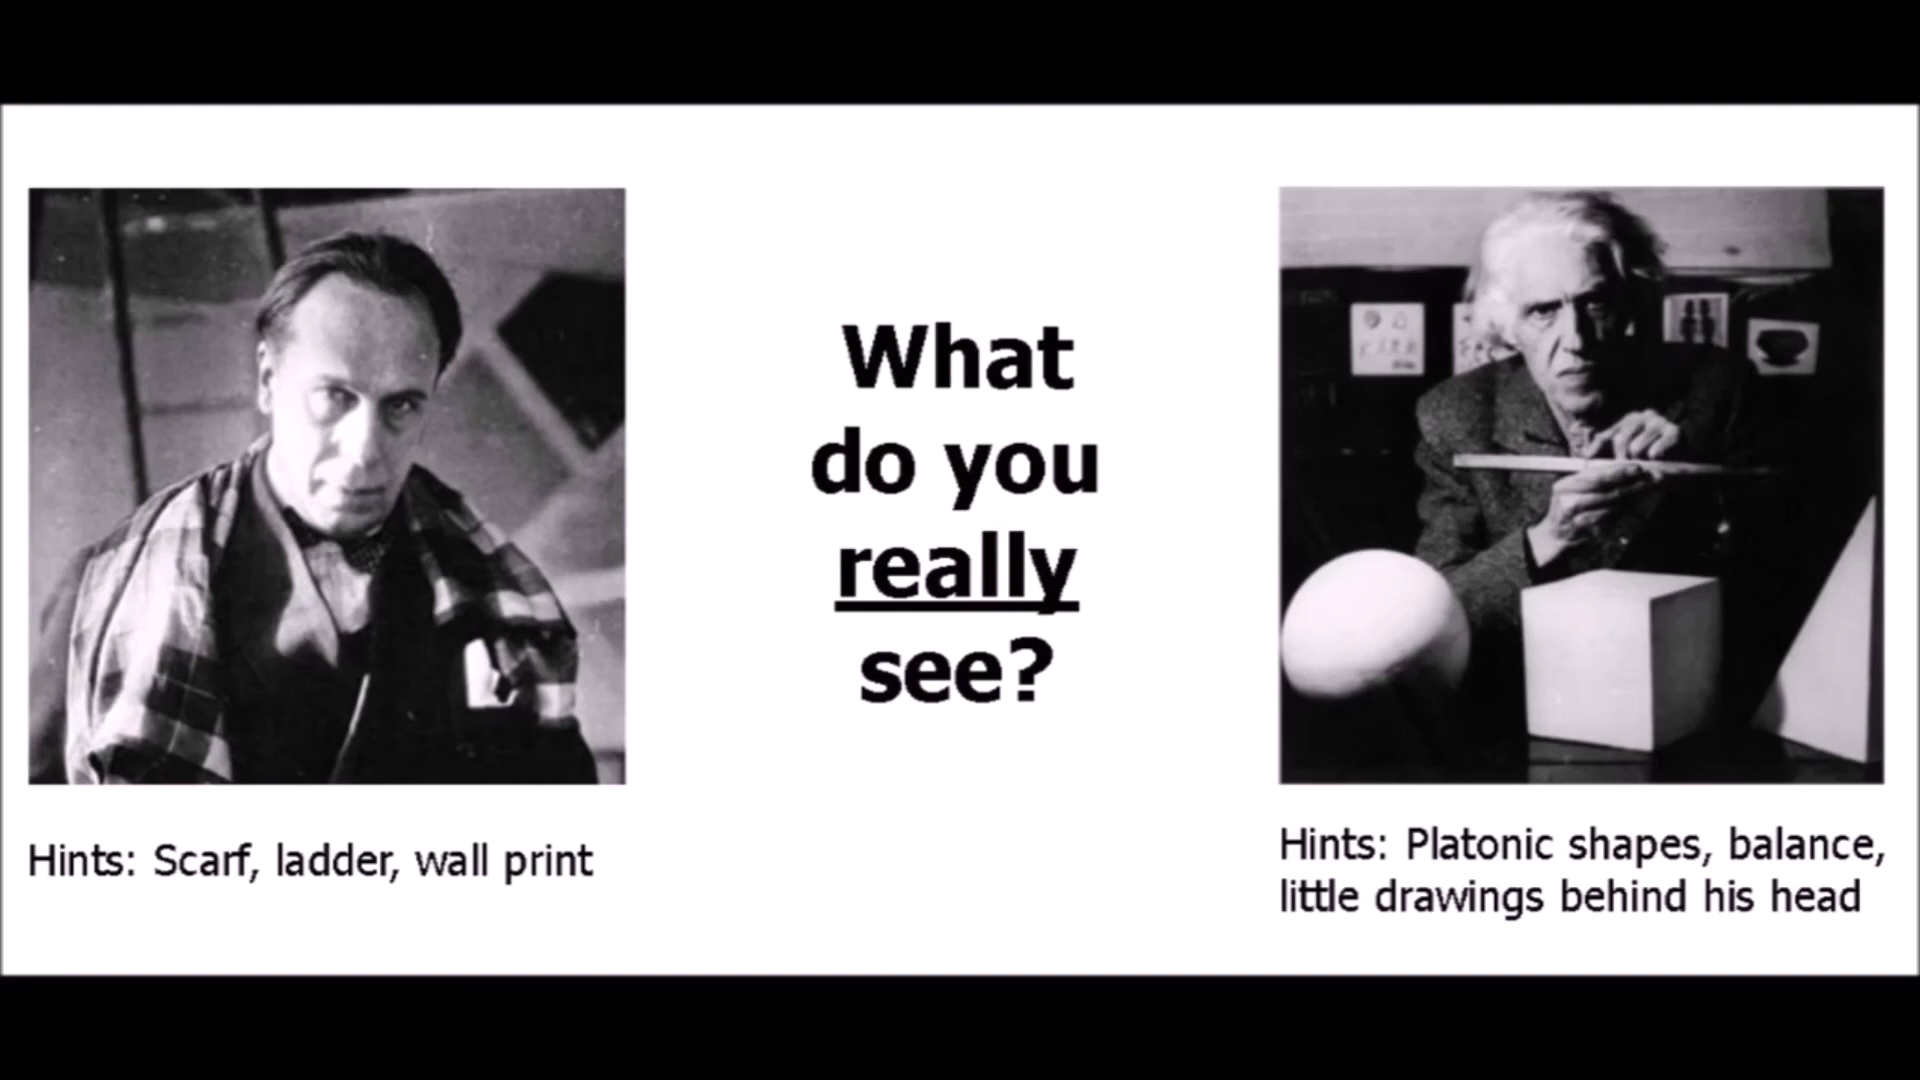 What
do you
really
see?
Hints: Scarf, ladder, wall print
Hints: Platonic shapes, balance,
little drawings behind his head